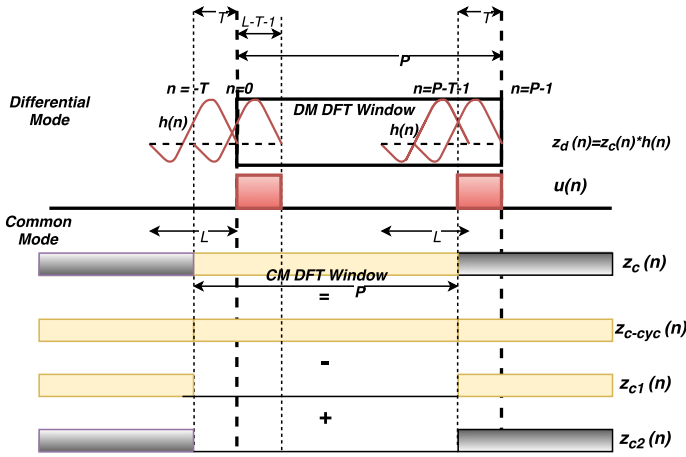 T L-T-1 T
P
n = -T n=0 n=P-T-1 n=P-1
Differential
Mode
DM DFT Window
h(n) h(n)
z_d (n)=z_c(n)*h(n)
u(n)
Common
Mode
L L
z_c (n)
CM DFT Window
= P
z_c-cyc (n)
-
z_c1 (n)
+
z_c2 (n)